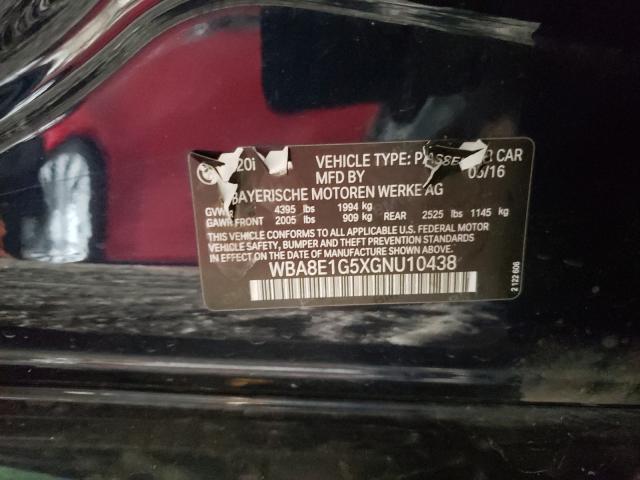 20i VEHICLE TYPE: PASSENGER CAR
MFD BY 05/16
BAYERISCHE MOTOREN WERKE AG
GVWR 4395 lbs 1994 kg
GAWR FRONT 2005 lbs 909 kg REAR 2525 lbs 1145 kg
THIS VEHICLE CONFORMS TO ALL APPLICABLE U.S. FEDERAL MOTOR
VEHICLE SAFETY, BUMPER AND THEFT PREVENTION STANDARDS IN
EFFECT ON THE DATE OF MANUFACTURE SHOWN ABOVE.
WBA8E1G5XGNU10438
2 122 606